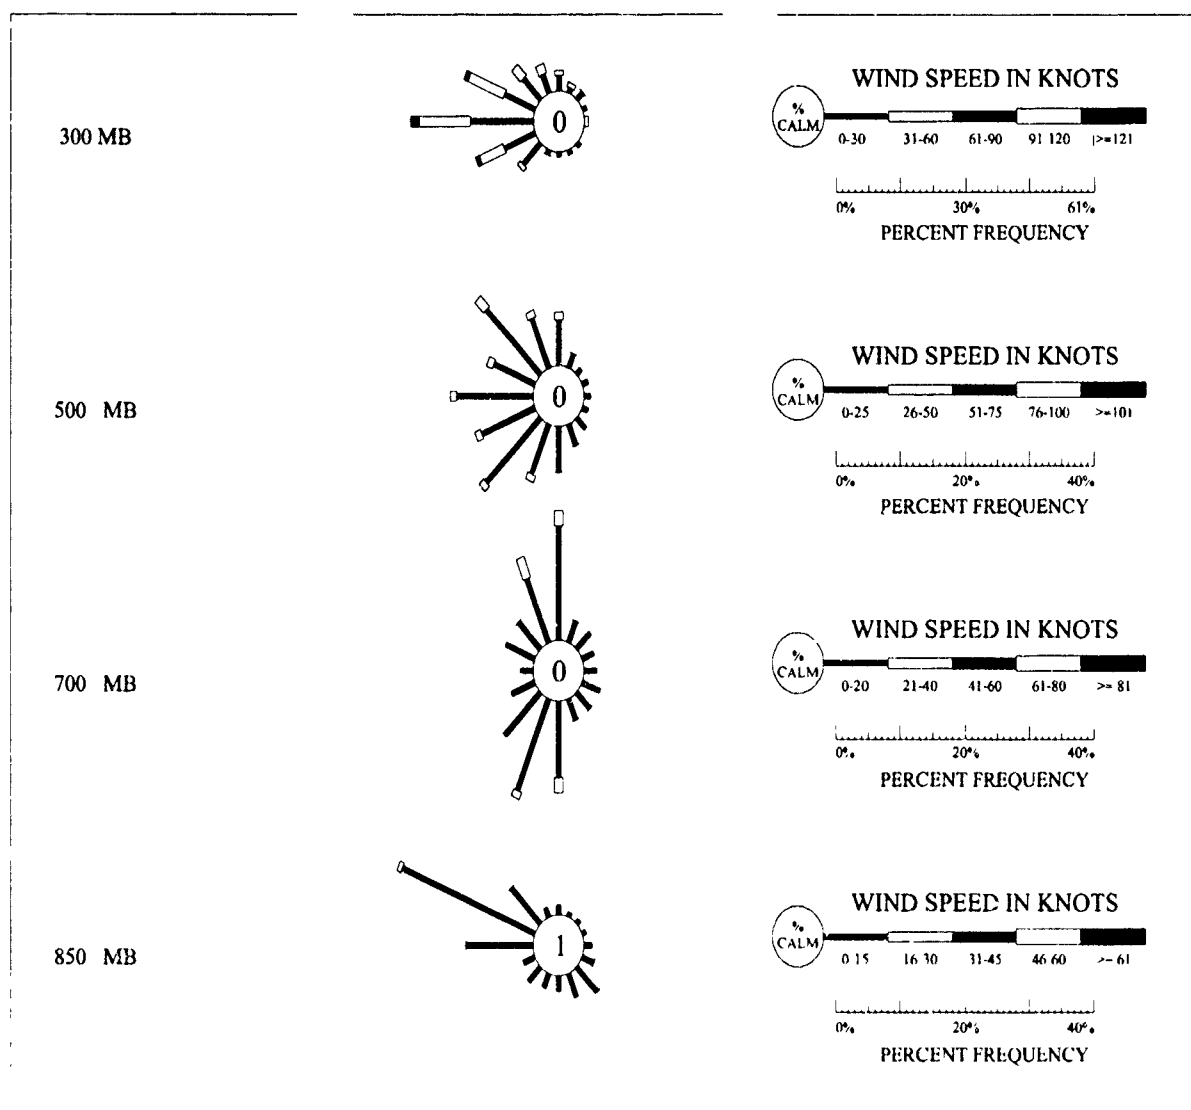 WIND SPEED IN KNOTS
300 MB
0
% CALM
0-30 31-60 61-90 91 120 >=121
0% 30% 61%
PERCENT FREQUENCY
WIND SPEED IN KNOTS
500 MB
0
% CALM
0-25 26-50 51-75 76-100 >=101
0% 20% 40%
PERCENT FREQUENCY
WIND SPEED IN KNOTS
700 MB
0
% CALM
0-20 21-40 41-60 61-80 >= 81
0% 20% 40%
PERCENT FREQUENCY
WIND SPEED IN KNOTS
850 MB
1
% CALM
0 15 16 30 31-45 46 60 >= 61
0% 20% 40%
PERCENT FREQUENCY